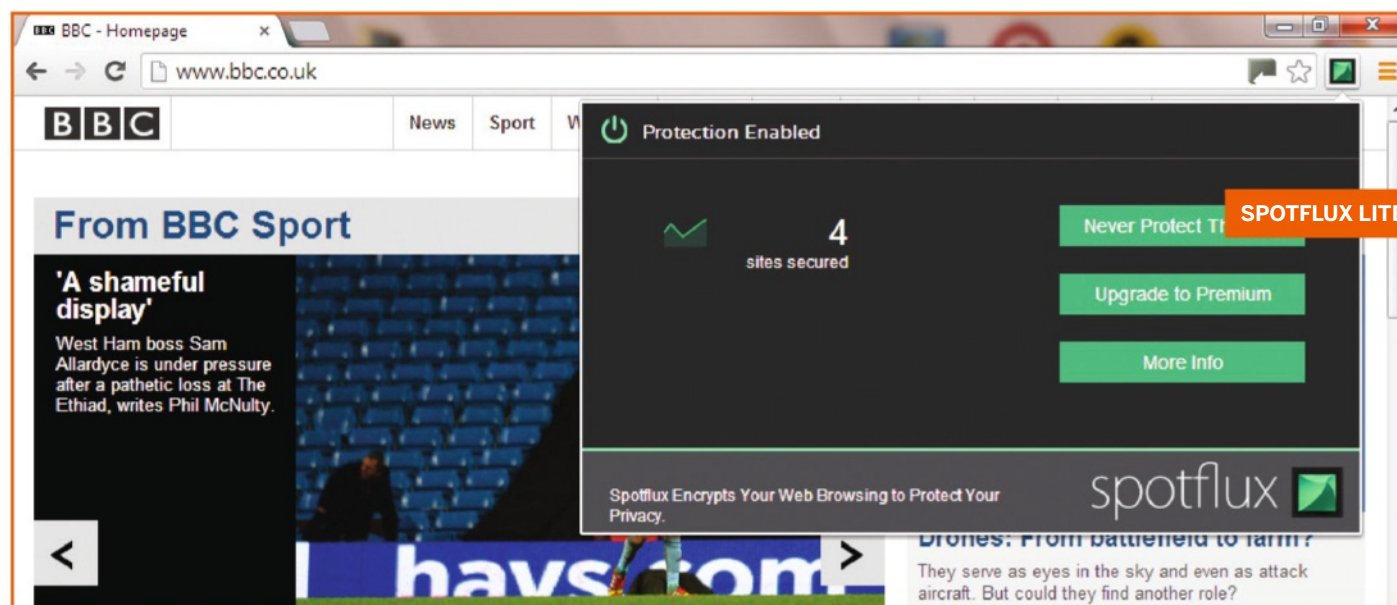 BBC BBC - Homepage
www.bbc.co.uk
BBC
News Sport
Protection Enabled
From BBC Sport
4
sites secured
Never Protect
SPOTFLUX
Upgrade to Premium
More Info
'A shameful
display'
West Ham boss Sam
Allardyce is under pressure
after a pathetic loss at The
Ethiad, writes Phil McNulty.
Spotflux Encrypts Your Web Browsing to Protect Your
Privacy.
spotflux
<
>
hays.com
Drones: From battlefield to farm?
They serve as eyes in the sky and even as attack
aircraft. But could they find another role?